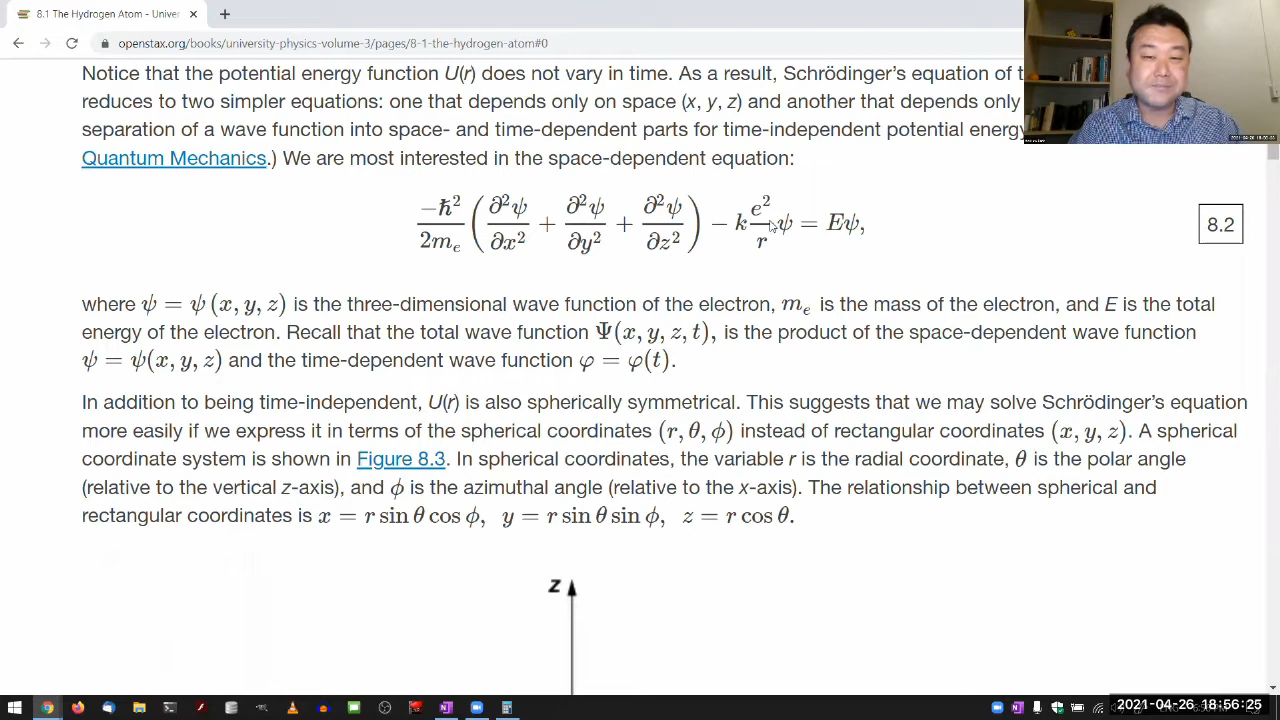 8.1 The Hydrogen Atom - Univer
openstax.org/books/university-physics-volume-3/pages/8-1-the-hydrogen-atom#0
Notice that the potential energy function U(r) does not vary in time. As a result, Schrödinger's equation of t
reduces to two simpler equations: one that depends only on space (x, y, z) and another that depends only
separation of a wave function into space- and time-dependent parts for time-independent potential energy
Quantum Mechanics.) We are most interested in the space-dependent equation:
−ħ²/2mₑ (∂²ψ/∂x² + ∂²ψ/∂y² + ∂²ψ/∂z²) − k e²/r ψ = Eψ,
8.2
where ψ = ψ (x, y, z) is the three-dimensional wave function of the electron, mₑ is the mass of the electron, and E is the total
energy of the electron. Recall that the total wave function Ψ(x, y, z, t), is the product of the space-dependent wave function
ψ = ψ(x, y, z) and the time-dependent wave function φ = φ(t).
In addition to being time-independent, U(r) is also spherically symmetrical. This suggests that we may solve Schrödinger's equation
more easily if we express it in terms of the spherical coordinates (r, θ, ϕ) instead of rectangular coordinates (x, y, z). A spherical
coordinate system is shown in Figure 8.3. In spherical coordinates, the variable r is the radial coordinate, θ is the polar angle
(relative to the vertical z-axis), and ϕ is the azimuthal angle (relative to the x-axis). The relationship between spherical and
rectangular coordinates is x = r sin θ cos ϕ, y = r sin θ sin ϕ, z = r cos θ.
z
2021-04-26 18:56:25